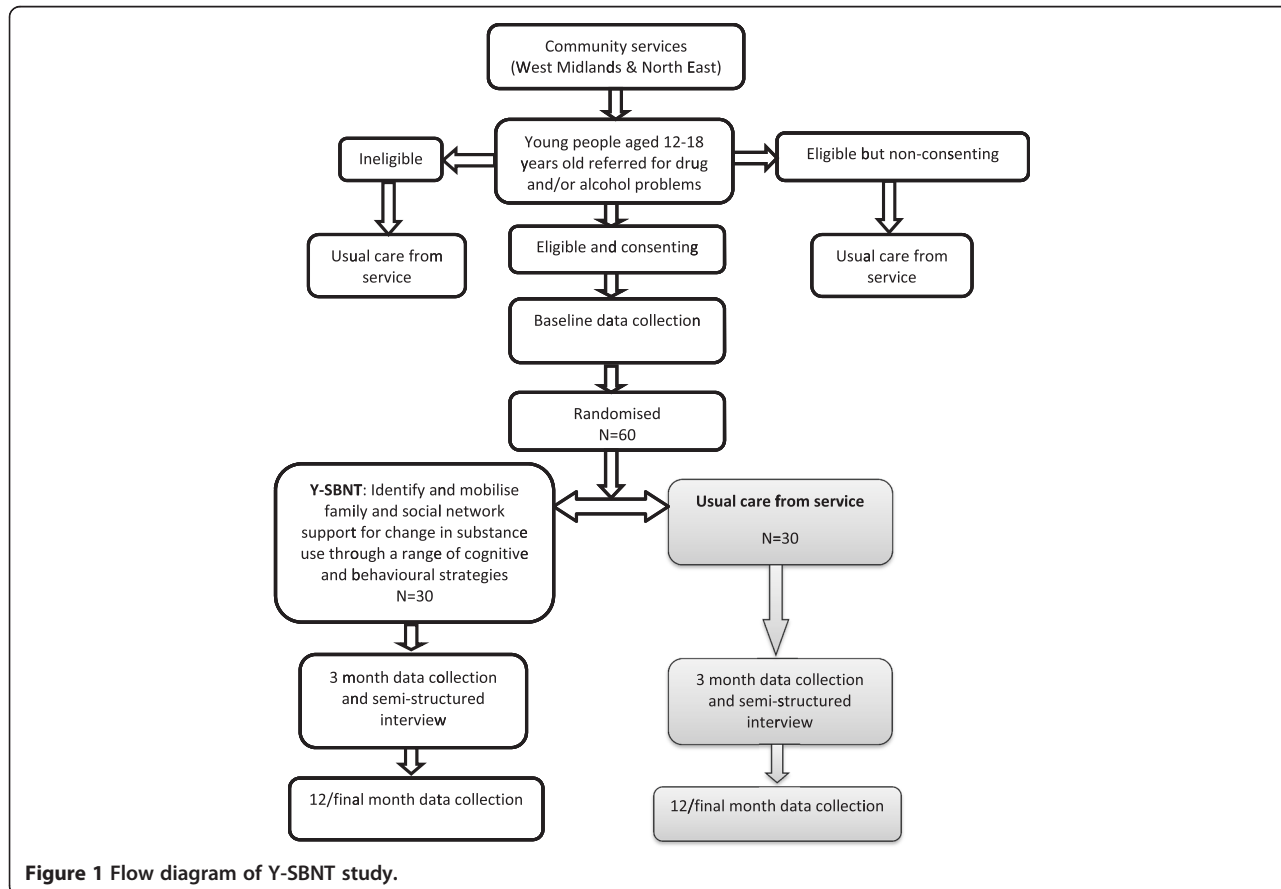 Community services
(West Midlands & North East)
Ineligible
Young people aged 12-18
years old referred for drug
and/or alcohol problems
Eligible but non-consenting
Usual care from
service
Eligible and consenting
Usual care from
service
Baseline data collection
Randomised
N=60
Y-SBNT: Identify and mobilise
family and social network
support for change in substance
use through a range of cognitive
and behavioural strategies
N=30
Usual care from service
N=30
3 month data collection
and semi-structured
interview
3 month data collection
and semi-structured
interview
12/final month data collection
12/final month data collection
Figure 1 Flow diagram of Y-SBNT study.